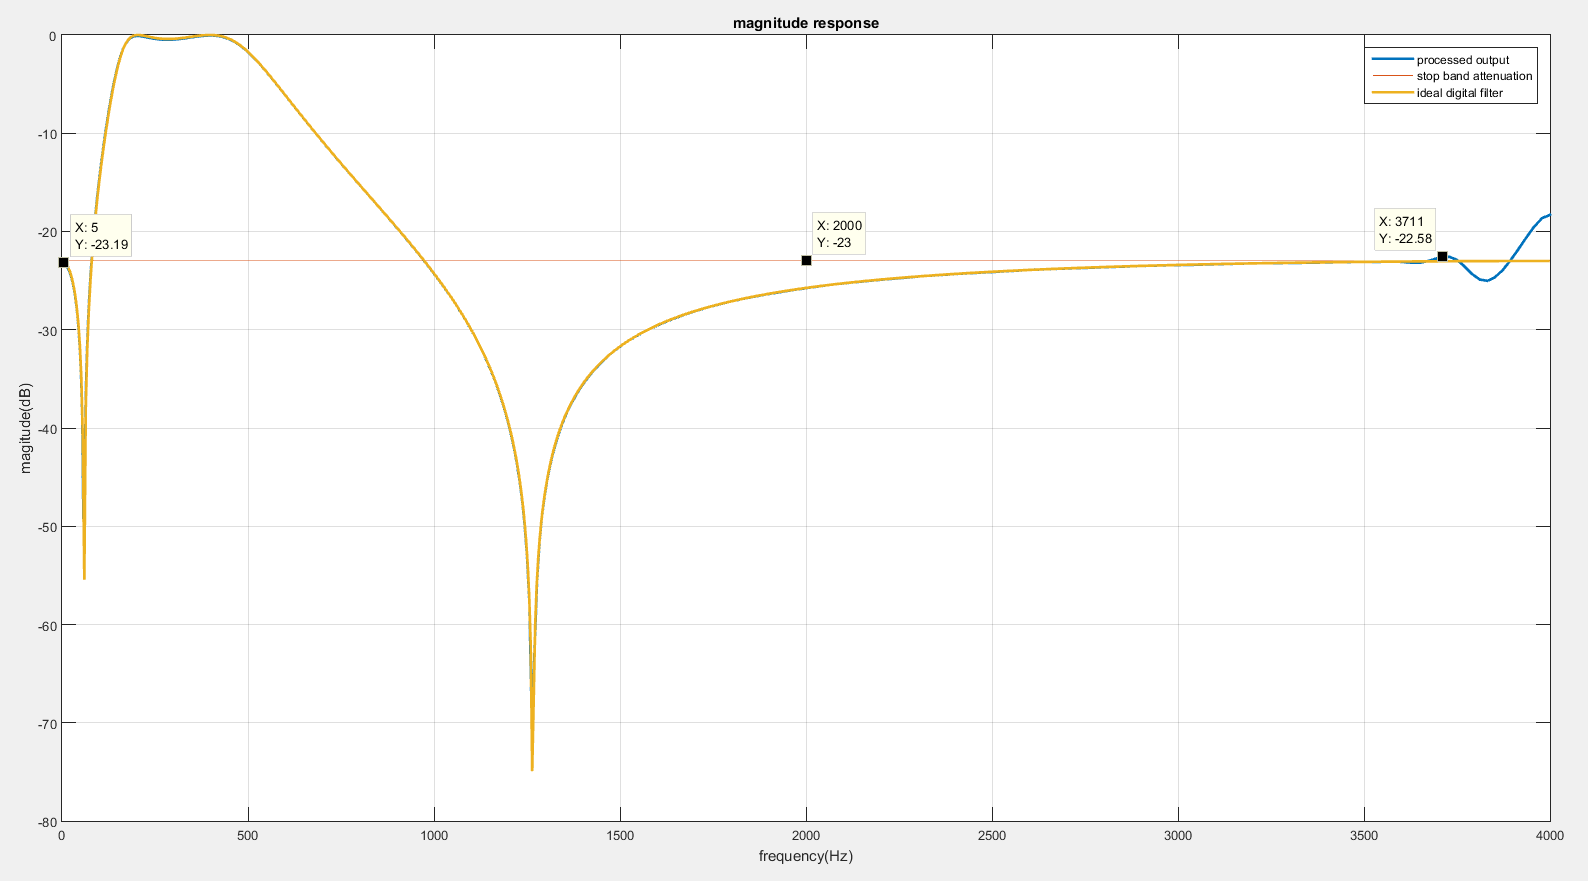 magnitude response
processed output
stop band attenuation
ideal digital filter
X: 5
Y: -23.19
X: 2000
Y: -23
X: 3711
Y: -22.58
0
-10
-20
-30
-40
-50
-60
-70
-80
magitude(dB)
0
500
1000
1500
2000
2500
3000
3500
4000
frequency(Hz)